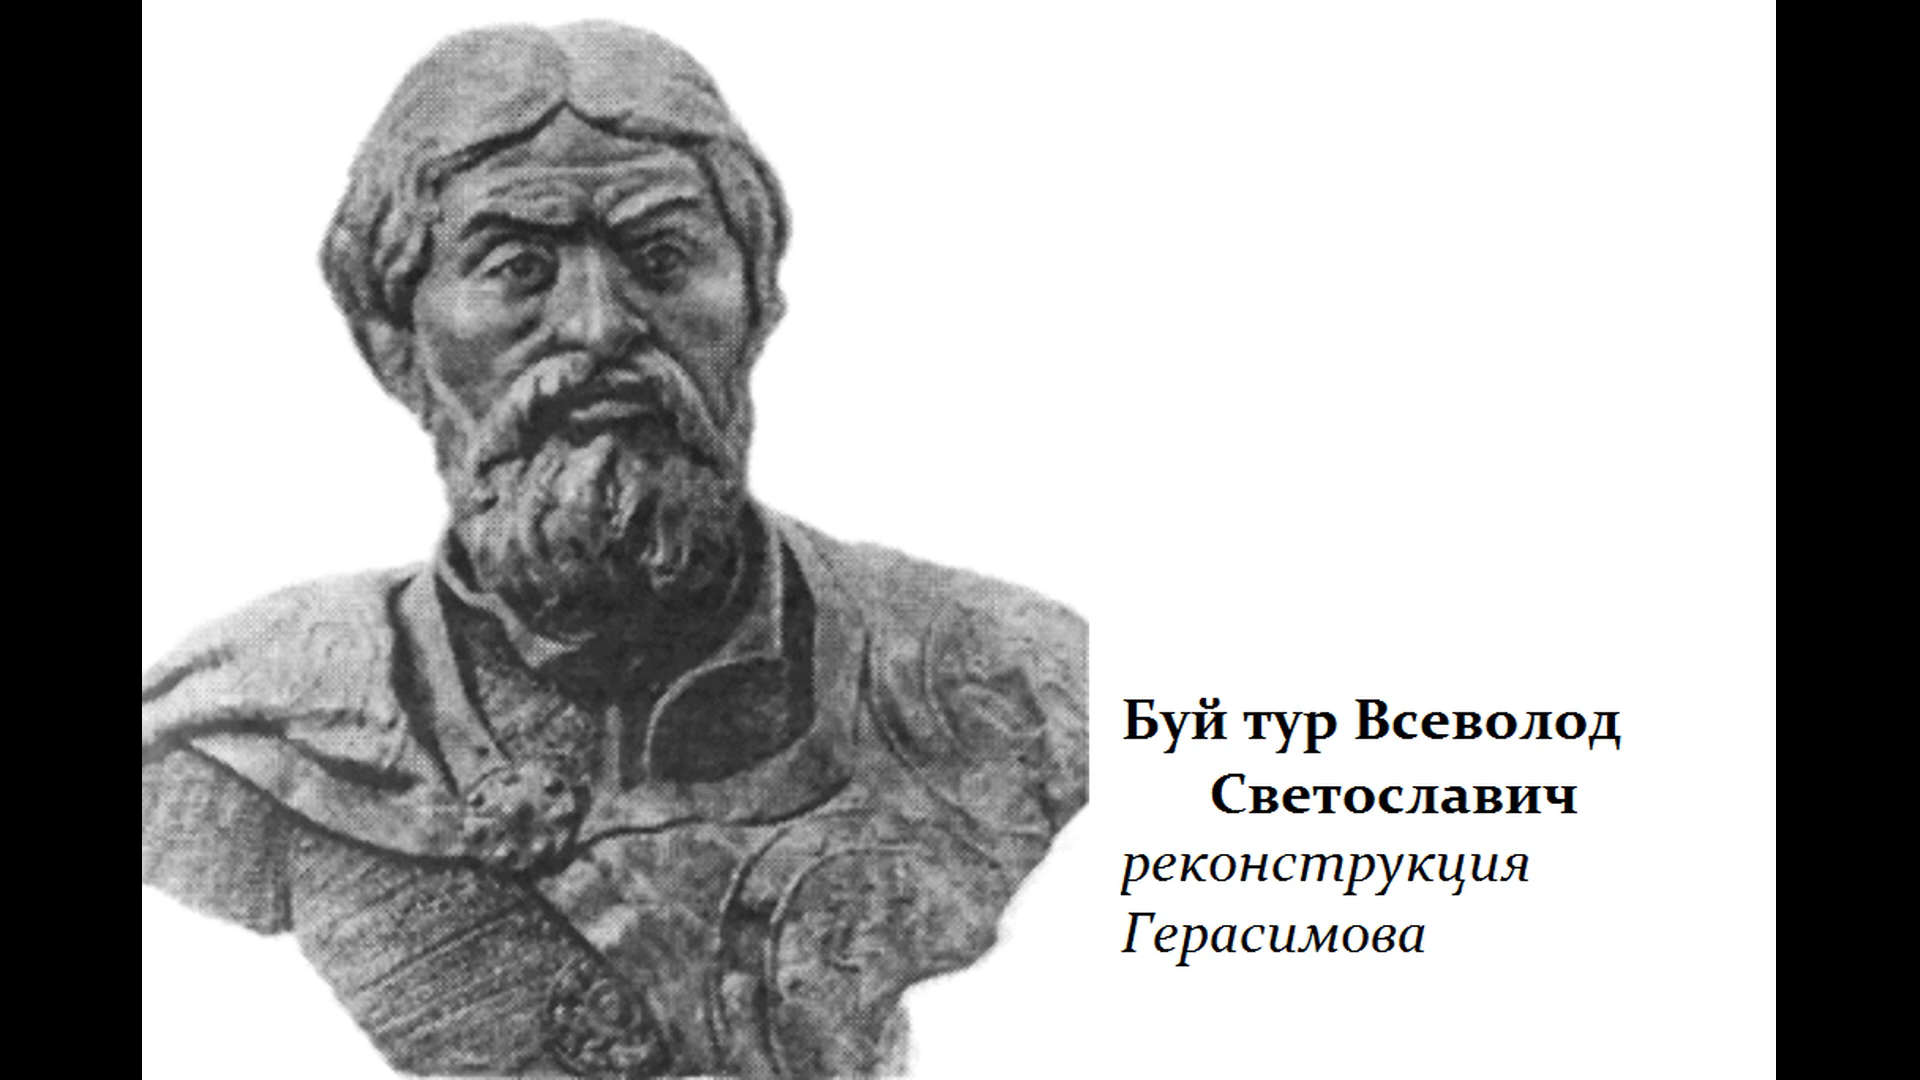 Буй тур Всеволод
Светославич
реконструкция
Герасимова